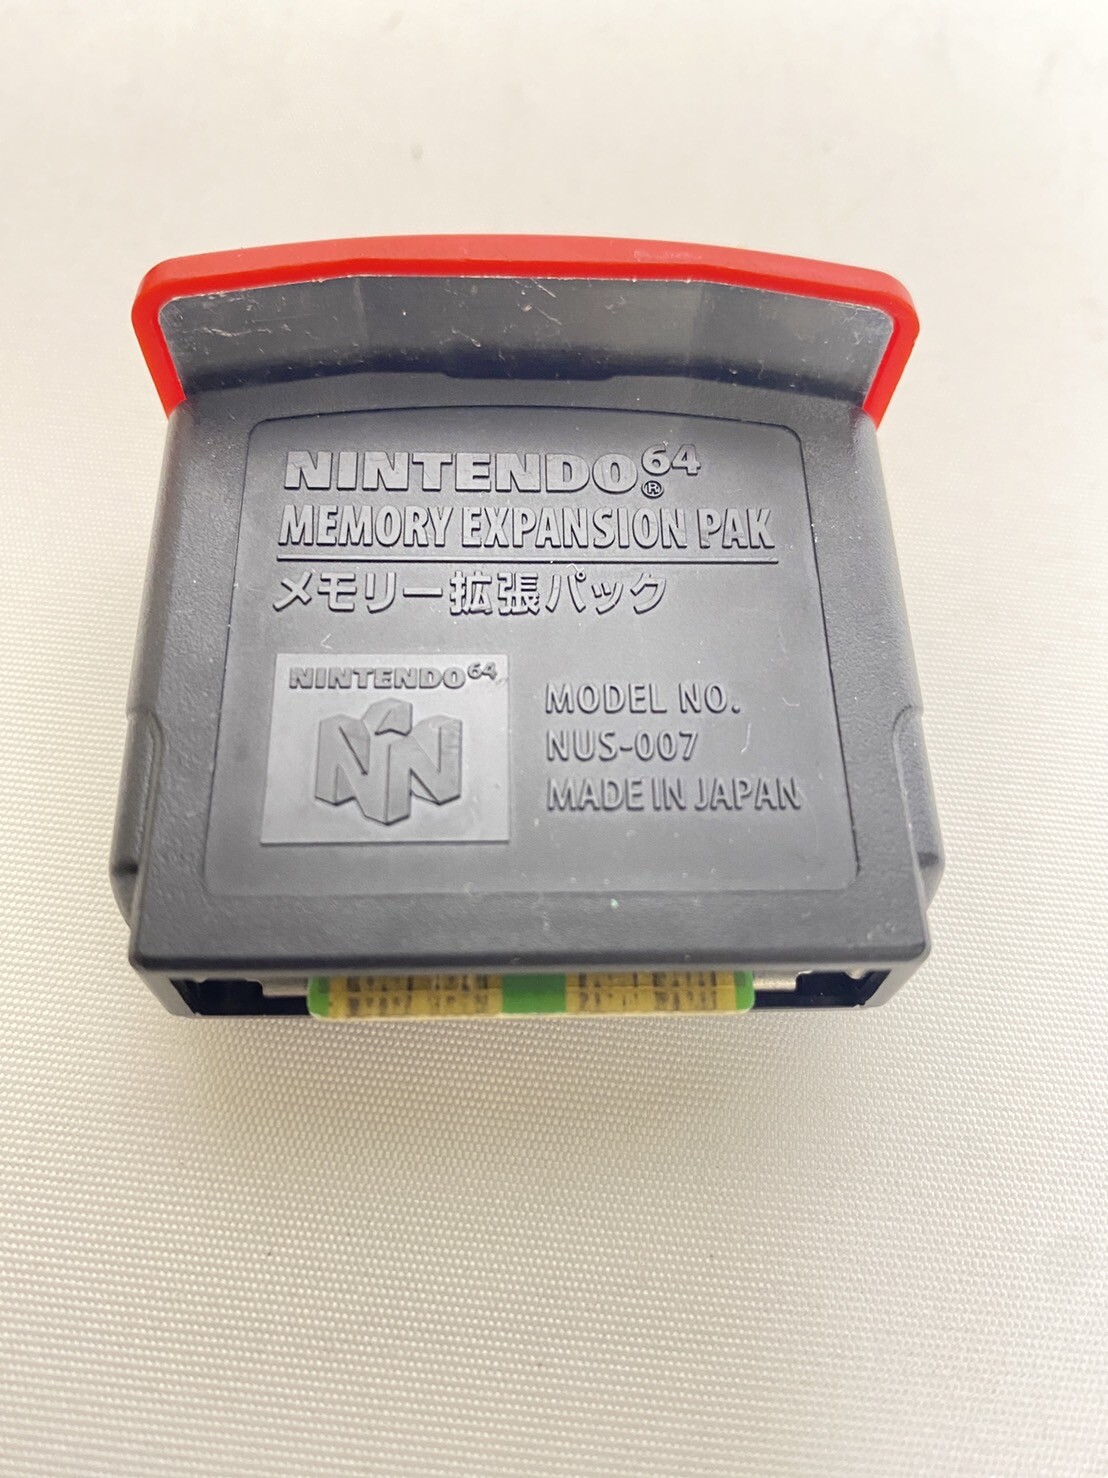 NINTENDO64®
MEMORY EXPANSION PAK
メモリー拡張パック
NINTENDO64
MODEL NO.
NUS-007
MADE IN JAPAN